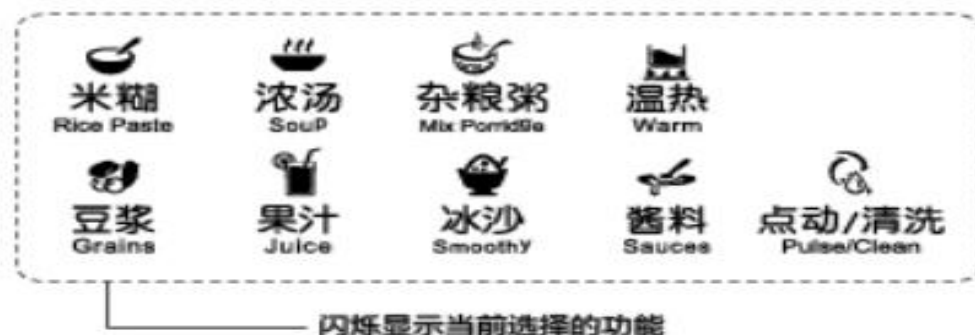 米糊 浓汤 杂粮粥 温热
Rice Paste Soup Mix Porridge Warm
豆浆 果汁 冰沙 酱料 点动/清洗
Grains Juice Smoothy Sauces Pulse/Clean
闪烁显示当前选择的功能